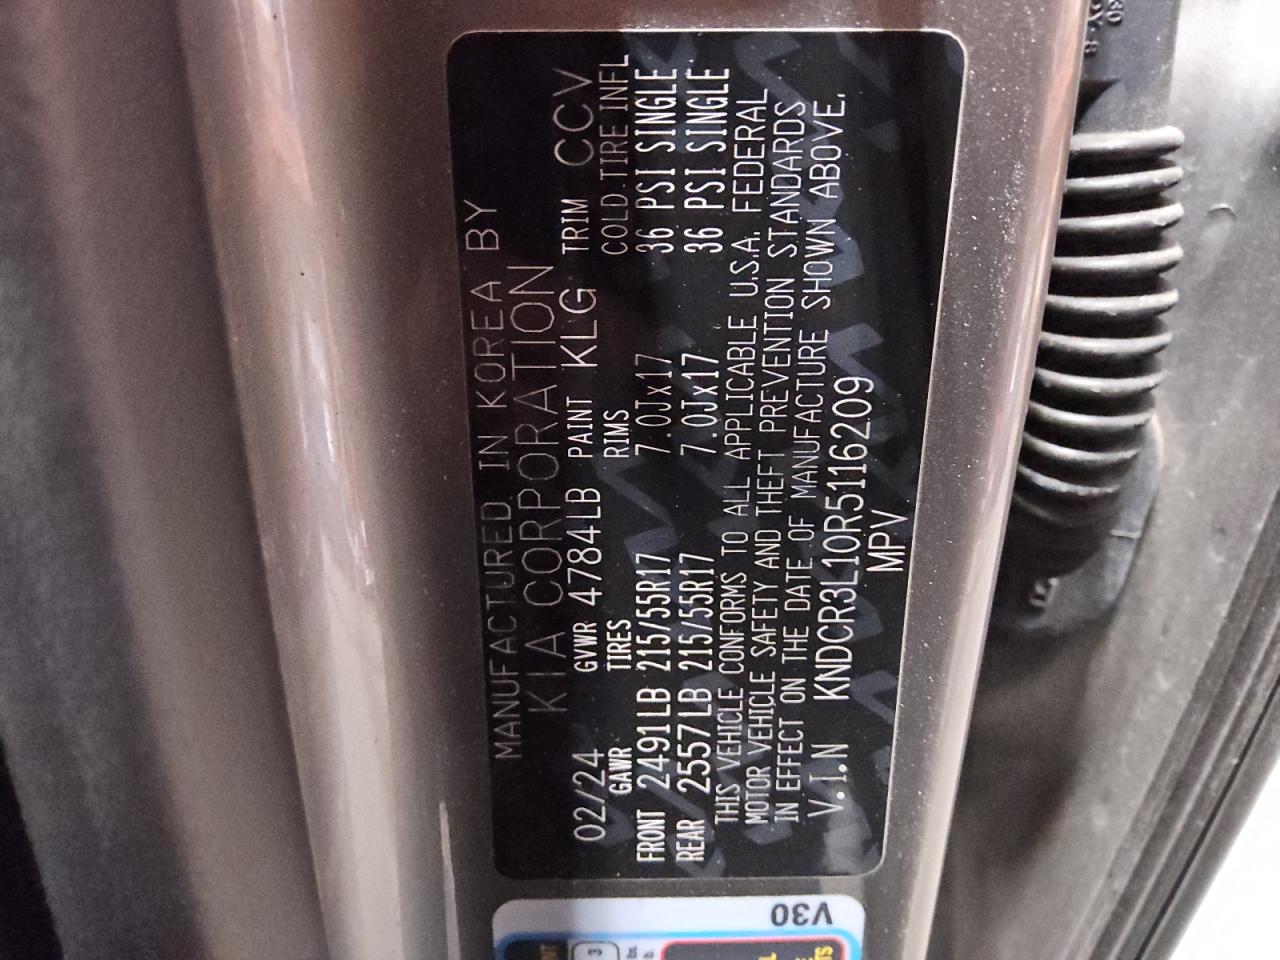 MANUFACTURED IN KOREA BY
KIA CORPORATION
02/24 GVWR 4784LB PAINT KLG TRIM CCV
GAWR TIRES RIMS COLD TIRE INFL
FRONT 2491LB 215/55R17 7.0Jx17 36 PSI SINGLE
REAR 2557LB 215/55R17 7.0Jx17 36 PSI SINGLE
THIS VEHICLE CONFORMS TO ALL APPLICABLE U.S.A. FEDERAL
MOTOR VEHICLE SAFETY AND THEFT PREVENTION STANDARDS
IN EFFECT ON THE DATE OF MANUFACTURE SHOWN ABOVE.
V.I.N KNDCR3L10R5116209
MPV
V30
3